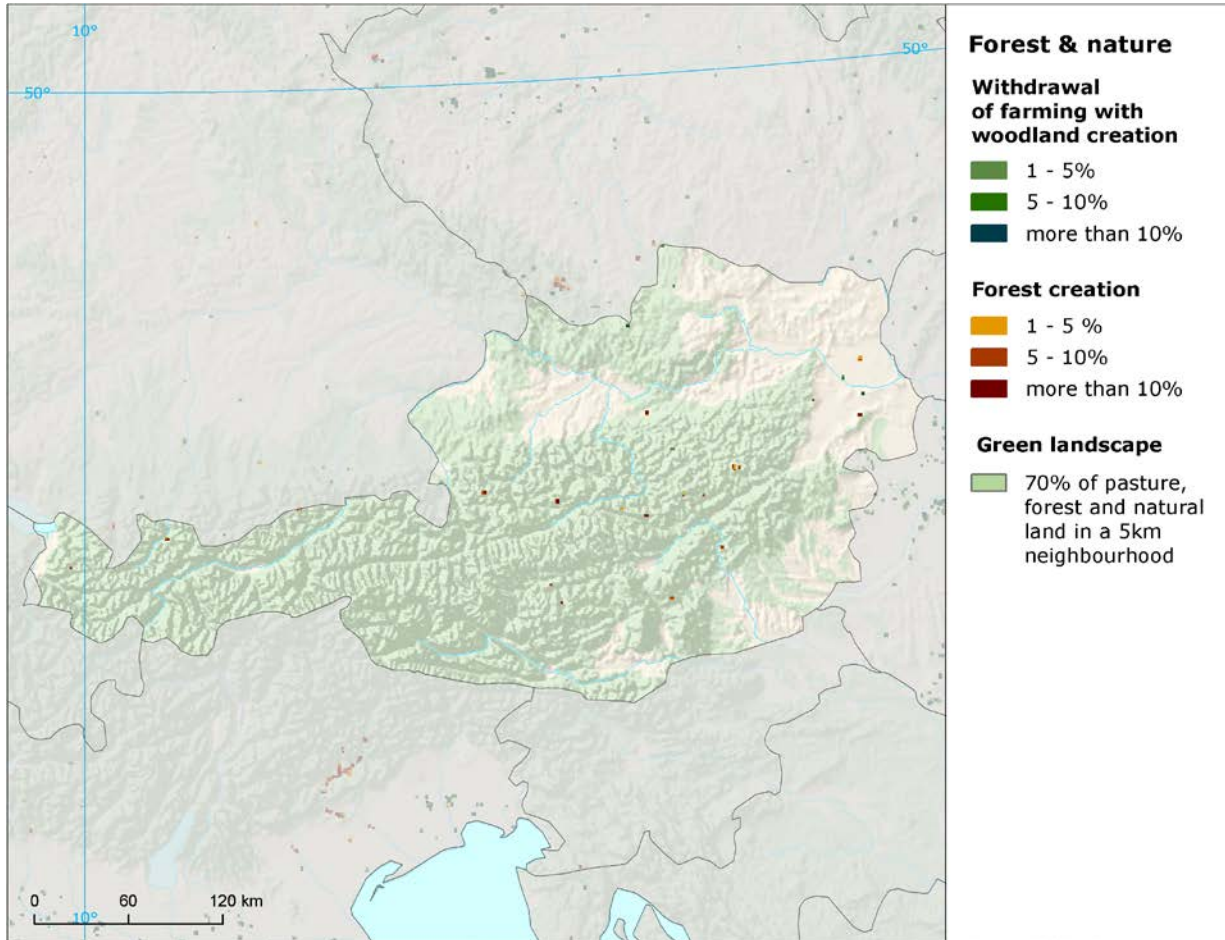 10°
50°
50°
10°
0 60 120 km
Forest & nature
Withdrawal
of farming with
woodland creation
1 - 5%
5 - 10%
more than 10%
Forest creation
1 - 5 %
5 - 10%
more than 10%
Green landscape
70% of pasture,
forest and natural
land in a 5km
neighbourhood